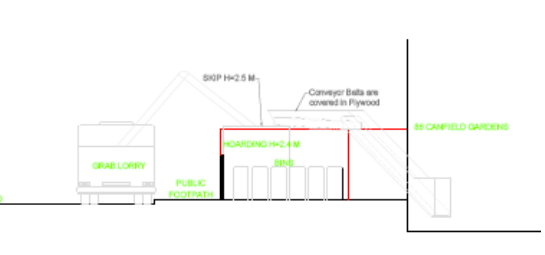 SKIP H=2.5 M
Conveyor Belts are
covered in Plywood
88 CANFIELD GARDENS
HOARDING H=2.4 M
GRAB LORRY
BINS
PUBLIC
FOOTPATH